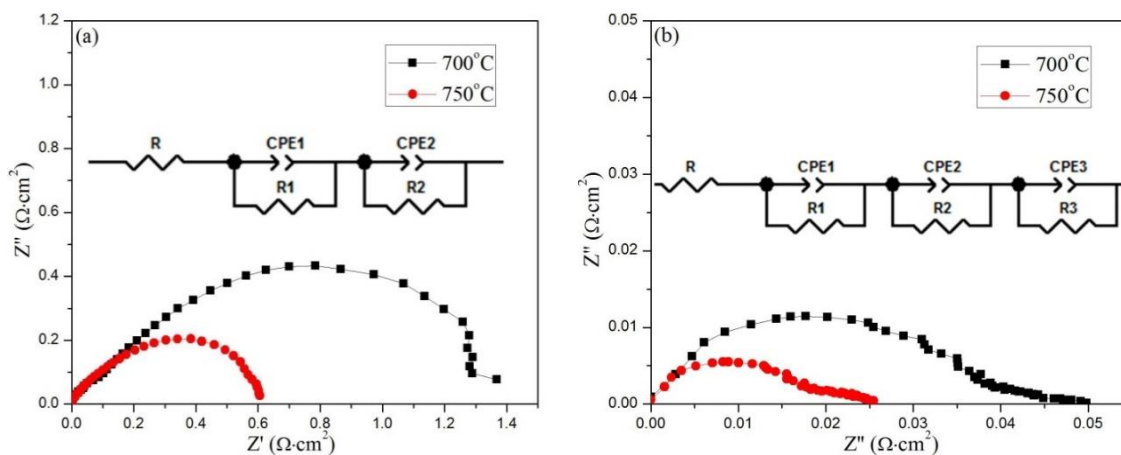 (a)
700°C
750°C
R
CPE1
CPE2
R1
R2
Z'' (Ω·cm²)
1.2
1.0
0.8
0.6
0.4
0.2
0.0
0.0 0.2 0.4 0.6 0.8 1.0 1.2 1.4
Z' (Ω·cm²)
(b)
700°C
750°C
R
CPE1
CPE2
CPE3
R1
R2
R3
Z'' (Ω·cm²)
0.05
0.04
0.03
0.02
0.01
0.00
0.00 0.01 0.02 0.03 0.04 0.05
Z'' (Ω·cm²)